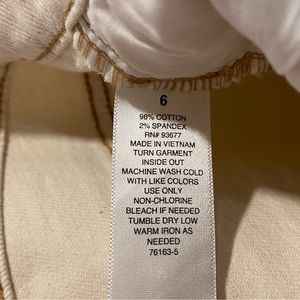 6
98% COTTON
2% SPANDEX
RN# 93677
MADE IN VIETNAM
TURN GARMENT
INSIDE OUT
MACHINE WASH COLD
WITH LIKE COLORS
USE ONLY
NON-CHLORINE
BLEACH IF NEEDED
TUMBLE DRY LOW
WARM IRON AS
NEEDED
76163-5